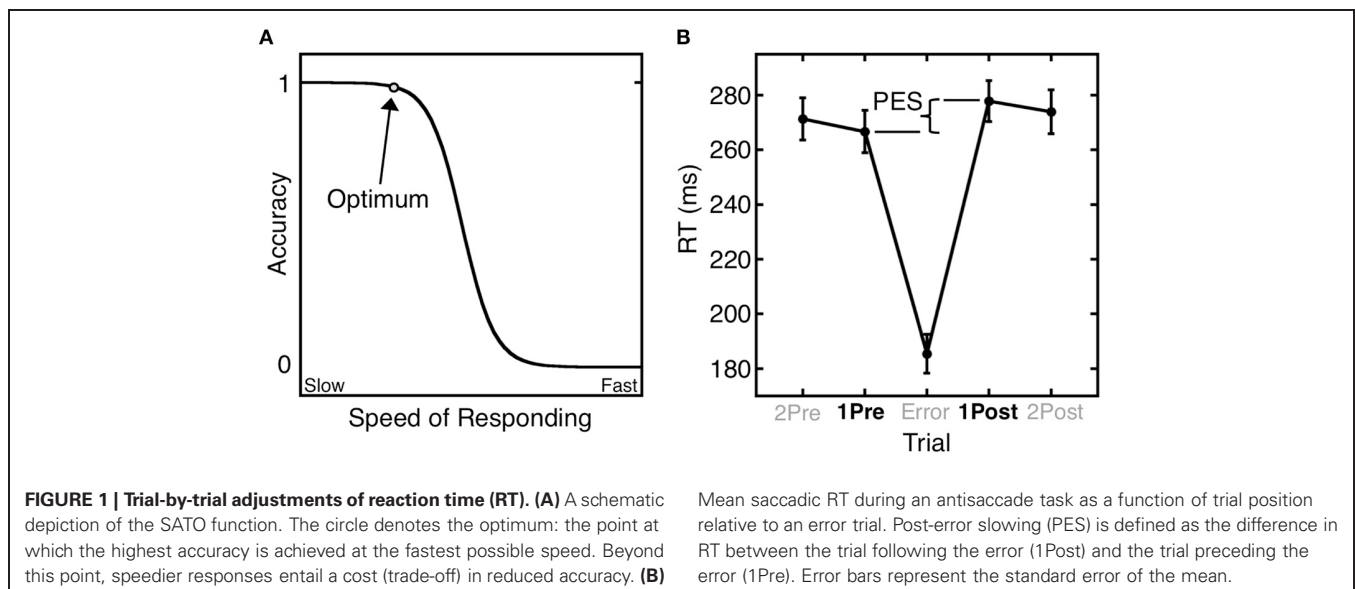 A
1
Accuracy
0
Optimum
Slow
Fast
Speed of Responding
B
280
260
240
220
200
180
RT (ms)
PES
2Pre 1Pre Error 1Post 2Post
Trial
FIGURE 1 | Trial-by-trial adjustments of reaction time (RT). (A) A schematic
depiction of the SATO function. The circle denotes the optimum: the point at
which the highest accuracy is achieved at the fastest possible speed. Beyond
this point, speedier responses entail a cost (trade-off) in reduced accuracy. (B)
Mean saccadic RT during an antisaccade task as a function of trial position
relative to an error trial. Post-error slowing (PES) is defined as the difference in
RT between the trial following the error (1Post) and the trial preceding the
error (1Pre). Error bars represent the standard error of the mean.